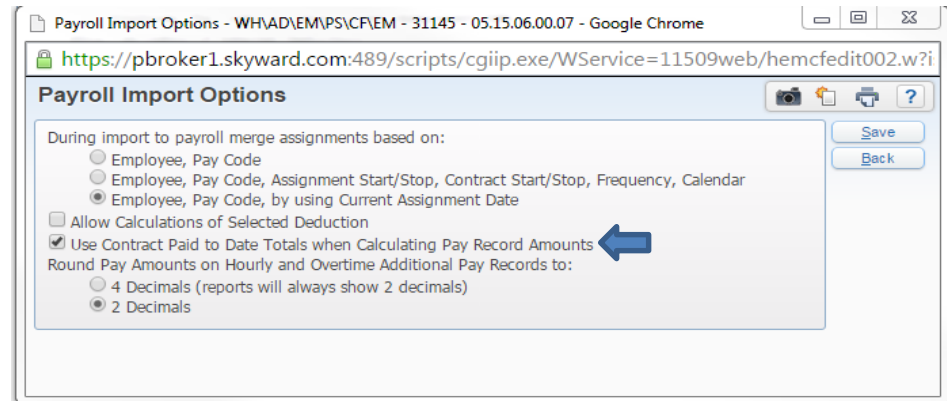 Payroll Import Options - WH\AD\EM\PS\CF\EM - 31145 - 05.15.06.00.07 - Google Chrome
https://pbroker1.skyward.com:489/scripts/cgiip.exe/WService=11509web/hemcfedit002.w?i
Payroll Import Options
?
During import to payroll merge assignments based on:
Save
Employee, Pay Code
Back
Employee, Pay Code, Assignment Start/Stop, Contract Start/Stop, Frequency, Calendar
Employee, Pay Code, by using Current Assignment Date
Allow Calculations of Selected Deduction
Use Contract Paid to Date Totals when Calculating Pay Record Amounts
Round Pay Amounts on Hourly and Overtime Additional Pay Records to:
4 Decimals (reports will always show 2 decimals)
2 Decimals